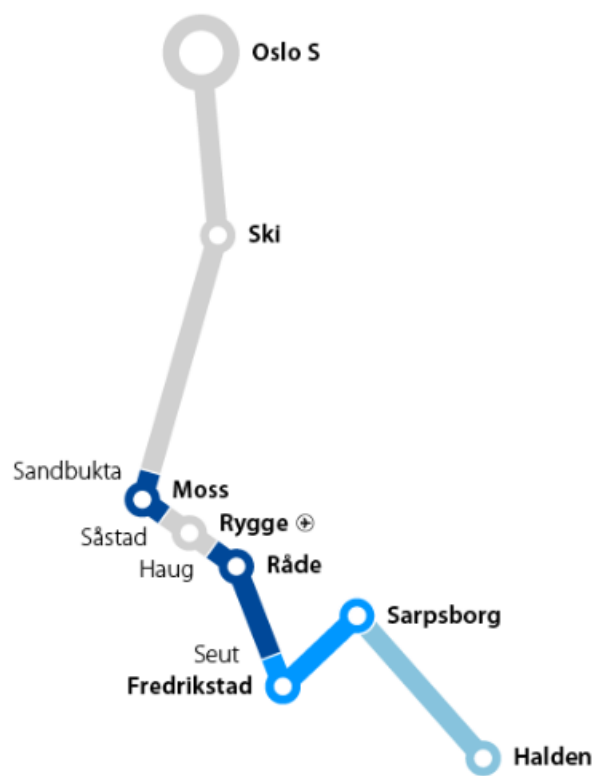 Oslo S
Ski
Sandbukta
Moss
Såstad
Rygge
Haug
Råde
Sarpsborg
Seut
Fredrikstad
Halden